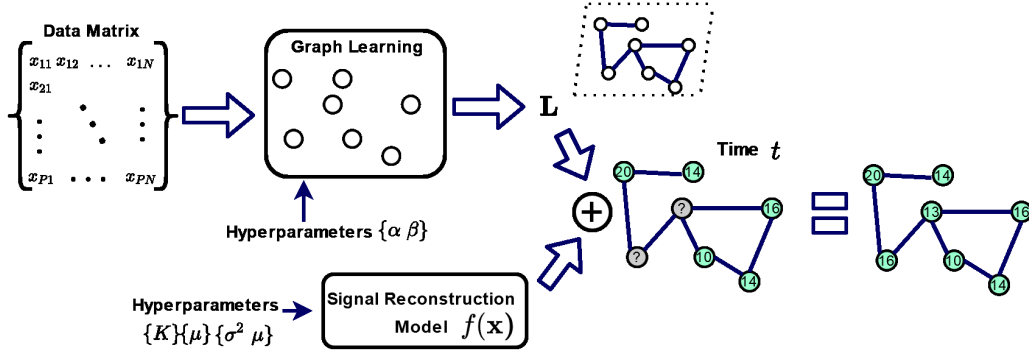 Data Matrix
x11 x12 ... x1N
x21
xP1 ... xPN
Graph Learning
Hyperparameters {α β}
L
Time t
20 14
? 16
? 10
14
20 14
13 16
16 10
14
Hyperparameters
{K}{μ}{σ² μ}
Signal Reconstruction
Model f(x)